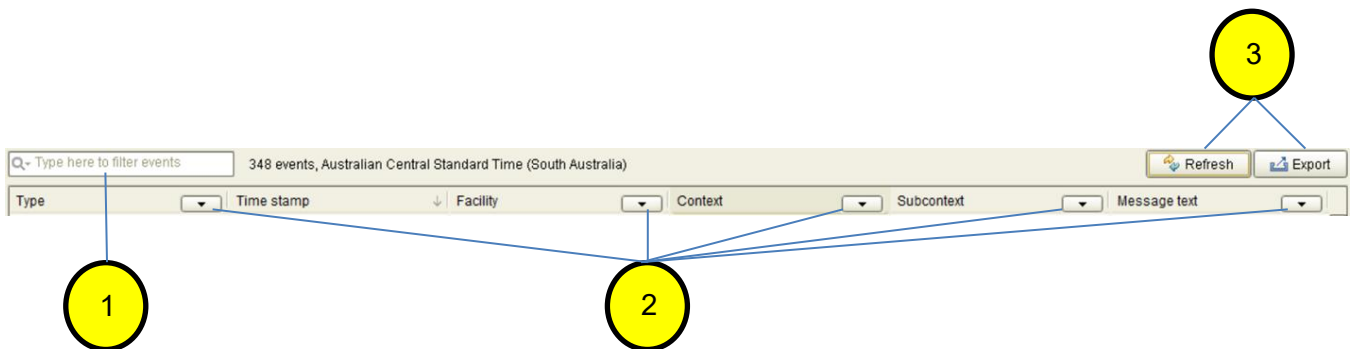 3
Type here to filter events 348 events, Australian Central Standard Time (South Australia) Refresh Export
Type Time stamp Facility Context Subcontext Message text
1 2